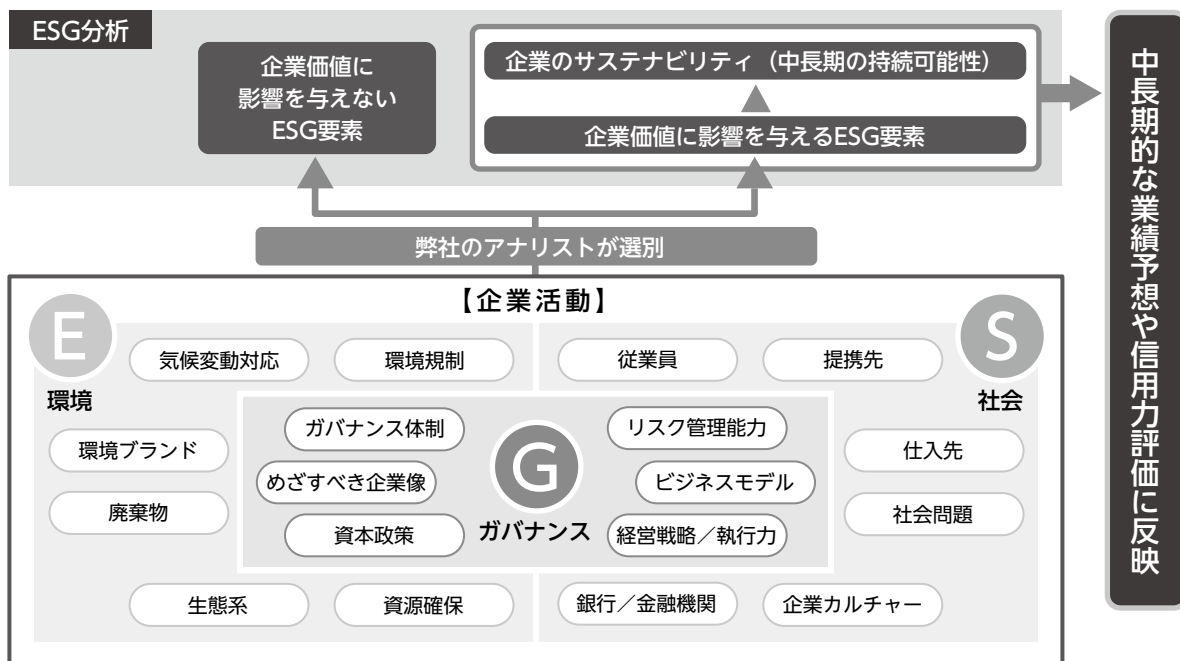 ESG分析
企業価値に
影響を与えない
ESG要素
企業のサステナビリティ（中長期の持続可能性）
企業価値に影響を与えるESG要素
中長期的な業績予想や信用力評価に反映
弊社のアナリストが選別
【企業活動】
E
環境
気候変動対応
環境規制
環境ブランド
廃棄物
生態系
資源確保
G
ガバナンス
ガバナンス体制
めざすべき企業像
資本政策
リスク管理能力
ビジネスモデル
経営戦略／執行力
S
社会
従業員
提携先
仕入先
社会問題
銀行／金融機関
企業カルチャー